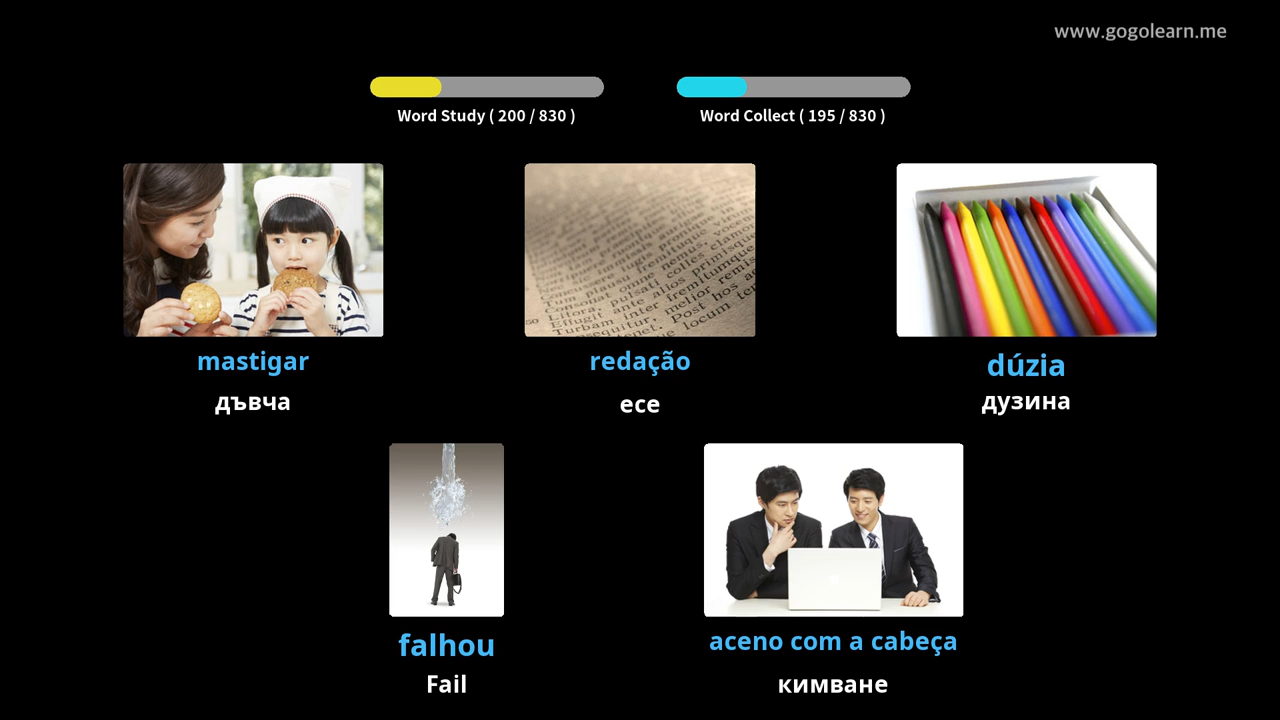 www.gogolearn.me
Word Study ( 200 / 830 )
Word Collect ( 195 / 830 )
mastigar
дъвча
redação
есе
dúzia
дузина
falhou
Fail
aceno com a cabeça
кимване